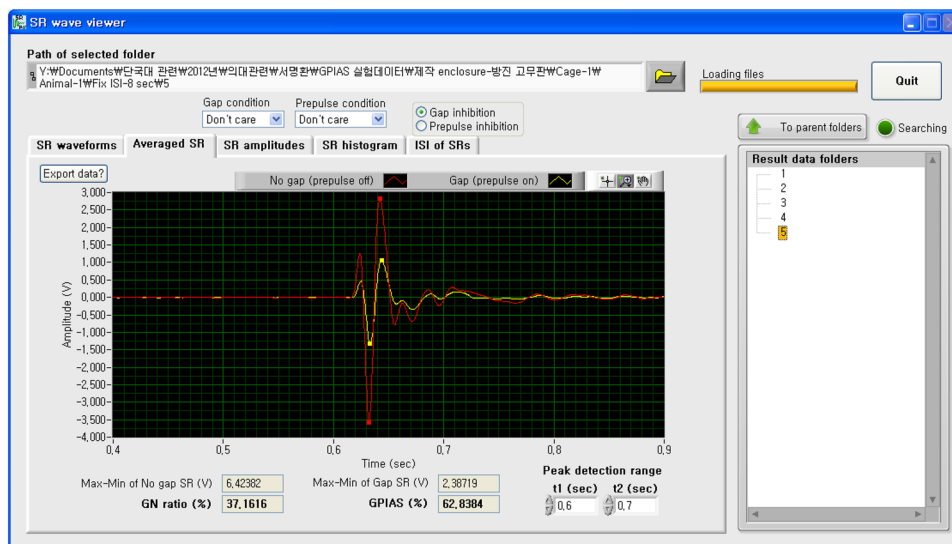 SR wave viewer
Path of selected folder
Y:₩Documents₩단국대 관련₩2012년₩의대관련₩서명환₩GPIAS 실험데이터₩제작 enclosure-방진 고무판₩Cage-1₩
Animal-1₩Fix ISI-8 sec₩5
Loading files
Quit
Gap condition
Prepulse condition
Don't care
Don't care
Gap inhibition
Prepulse inhibition
To parent folders
Searching
SR waveforms
Averaged SR
SR amplitudes
SR histogram
ISI of SRs
Result data folders
1
2
3
4
5
Export data?
No gap (prepulse off)
Gap (prepulse on)
Amplitude (V)
3,000
2,500
2,000
1,500
1,000
0,500
0,000
-0,500
-1,000
-1,500
-2,000
-2,500
-3,000
-3,500
-4,000
0,4
0,5
0,6
0,7
0,8
0,9
Time (sec)
Max-Min of No gap SR (V) 6,42382
Max-Min of Gap SR (V) 2,38719
GN ratio (%) 37,1616
GPIAS (%) 62,8384
Peak detection range
t1 (sec) t2 (sec)
0,6 0,7